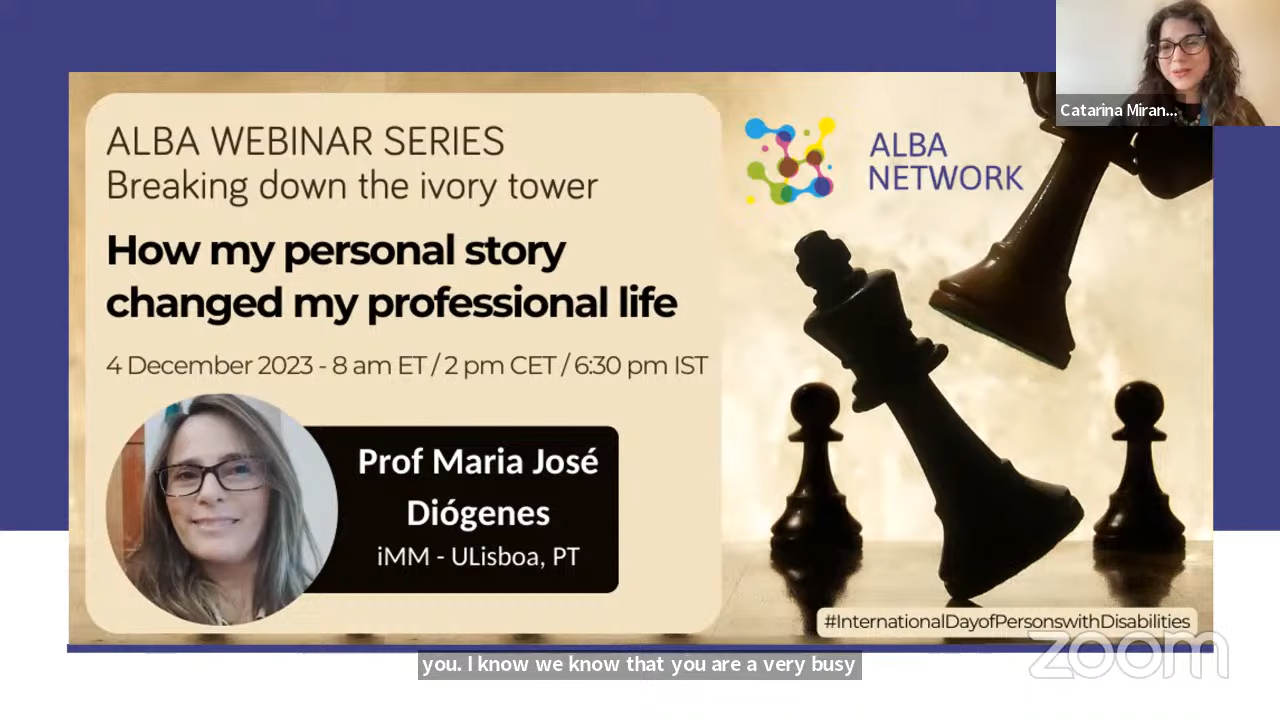 Catarina Miran...
ALBA WEBINAR SERIES
Breaking down the ivory tower
How my personal story
changed my professional life
4 December 2023 - 8 am ET / 2 pm CET / 6:30 pm IST
Prof Maria José
Diógenes
iMM - ULisboa, PT
ALBA
NETWORK
#InternationalDayofPersonswithDisabilities
zoom
you. I know we know that you are a very busy